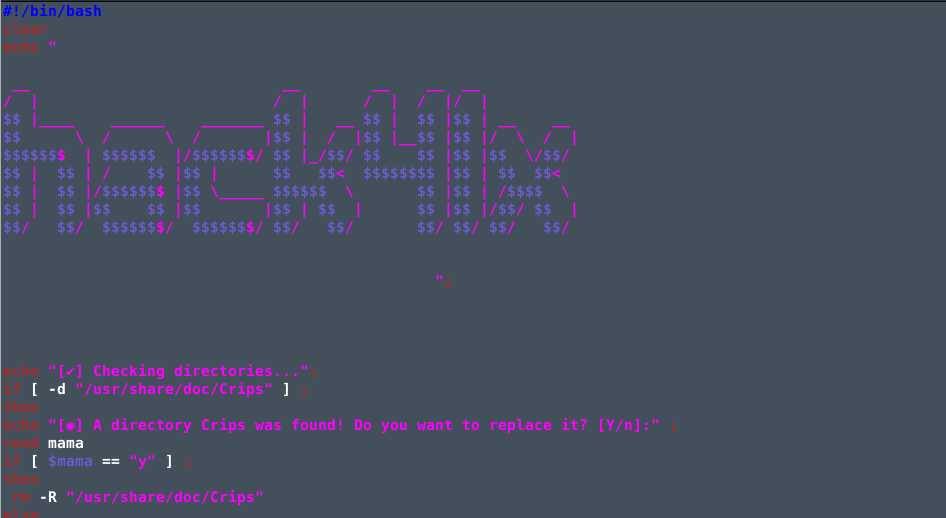 #!/bin/bash
clear
echo "
 __                            __        __    __  __
/  |                          /  |      /  |  /  |/  |
$$ |____    ______    _______ $$ |   __ $$ |  $$ |$$ | __    __
$$      \  /      \  /       |$$ |  /  |$$ |__$$ |$$ |/  \  /  |
$$$$$$$  | $$$$$$  |/$$$$$$$/ $$ |_/$$/ $$    $$ |$$ |$$  \/$$/
$$ |  $$ | /    $$ |$$ |      $$   $$<  $$$$$$$$ |$$ | $$  $$<
$$ |  $$ |/$$$$$$$ |$$ \_____ $$$$$$  \       $$ |$$ | /$$$$  \
$$ |  $$ |$$    $$ |$$       |$$ | $$  |      $$ |$$ |/$$/ $$  |
$$/   $$/  $$$$$$$/  $$$$$$$/ $$/   $$/       $$/ $$/ $$/   $$/
";
echo "[✔] Checking directories...";
if [ -d "/usr/share/doc/Crips" ] ;
then
echo "[◉] A directory Crips was found! Do you want to replace it? [Y/n]:" ;
read mama
if [ $mama == "y" ] ;
then
 rm -R "/usr/share/doc/Crips"
else